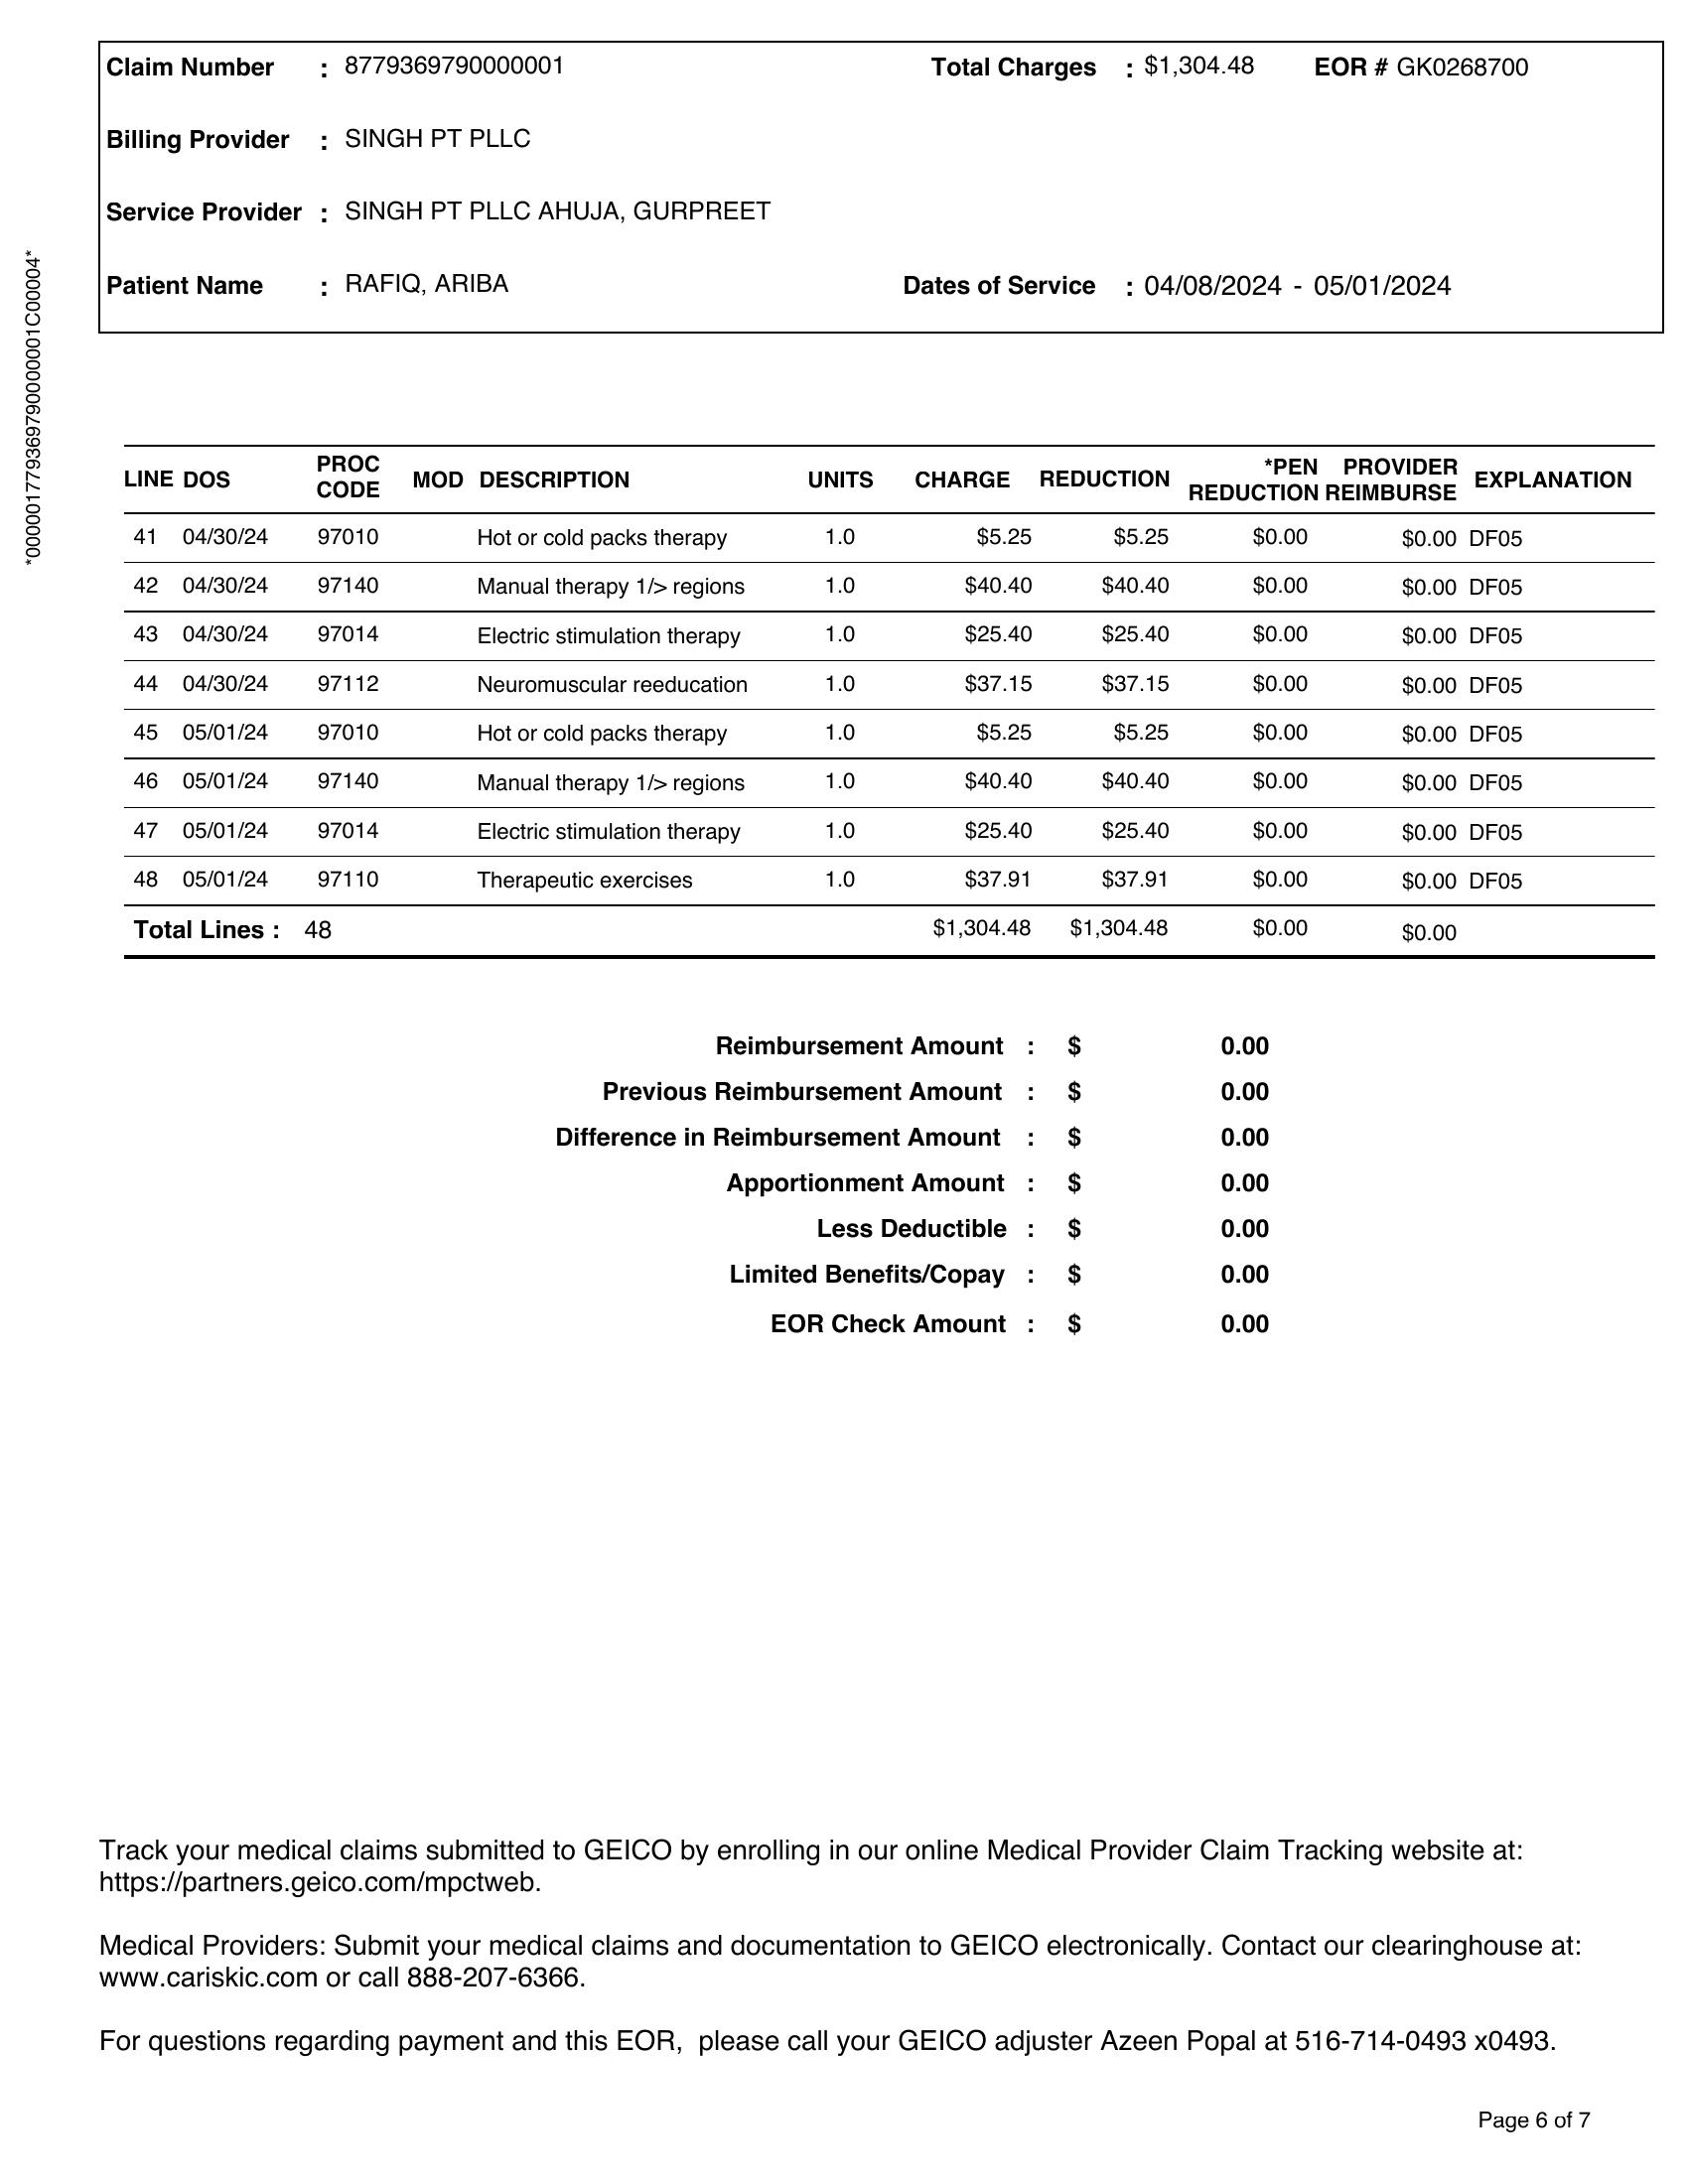 Claim Number : 8779369790000001 Total Charges : $1,304.48 EOR # GK0268700
Billing Provider : SINGH PT PLLC
Service Provider : SINGH PT PLLC AHUJA, GURPREET
Patient Name : RAFIQ, ARIBA Dates of Service : 04/08/2024 - 05/01/2024
*0000017793697900000001C00004*
LINE DOS PROC CODE MOD DESCRIPTION UNITS CHARGE REDUCTION *PEN REDUCTION PROVIDER REIMBURSE EXPLANATION
41 04/30/24 97010 Hot or cold packs therapy 1.0 $5.25 $5.25 $0.00 $0.00 DF05
42 04/30/24 97140 Manual therapy 1/> regions 1.0 $40.40 $40.40 $0.00 $0.00 DF05
43 04/30/24 97014 Electric stimulation therapy 1.0 $25.40 $25.40 $0.00 $0.00 DF05
44 04/30/24 97112 Neuromuscular reeducation 1.0 $37.15 $37.15 $0.00 $0.00 DF05
45 05/01/24 97010 Hot or cold packs therapy 1.0 $5.25 $5.25 $0.00 $0.00 DF05
46 05/01/24 97140 Manual therapy 1/> regions 1.0 $40.40 $40.40 $0.00 $0.00 DF05
47 05/01/24 97014 Electric stimulation therapy 1.0 $25.40 $25.40 $0.00 $0.00 DF05
48 05/01/24 97110 Therapeutic exercises 1.0 $37.91 $37.91 $0.00 $0.00 DF05
Total Lines : 48 $1,304.48 $1,304.48 $0.00 $0.00
Reimbursement Amount : $ 0.00
Previous Reimbursement Amount : $ 0.00
Difference in Reimbursement Amount : $ 0.00
Apportionment Amount : $ 0.00
Less Deductible : $ 0.00
Limited Benefits/Copay : $ 0.00
EOR Check Amount : $ 0.00
Track your medical claims submitted to GEICO by enrolling in our online Medical Provider Claim Tracking website at:
https://partners.geico.com/mpctweb.
Medical Providers: Submit your medical claims and documentation to GEICO electronically. Contact our clearinghouse at:
www.cariskic.com or call 888-207-6366.
For questions regarding payment and this EOR, please call your GEICO adjuster Azeen Popal at 516-714-0493 x0493.
Page 6 of 7